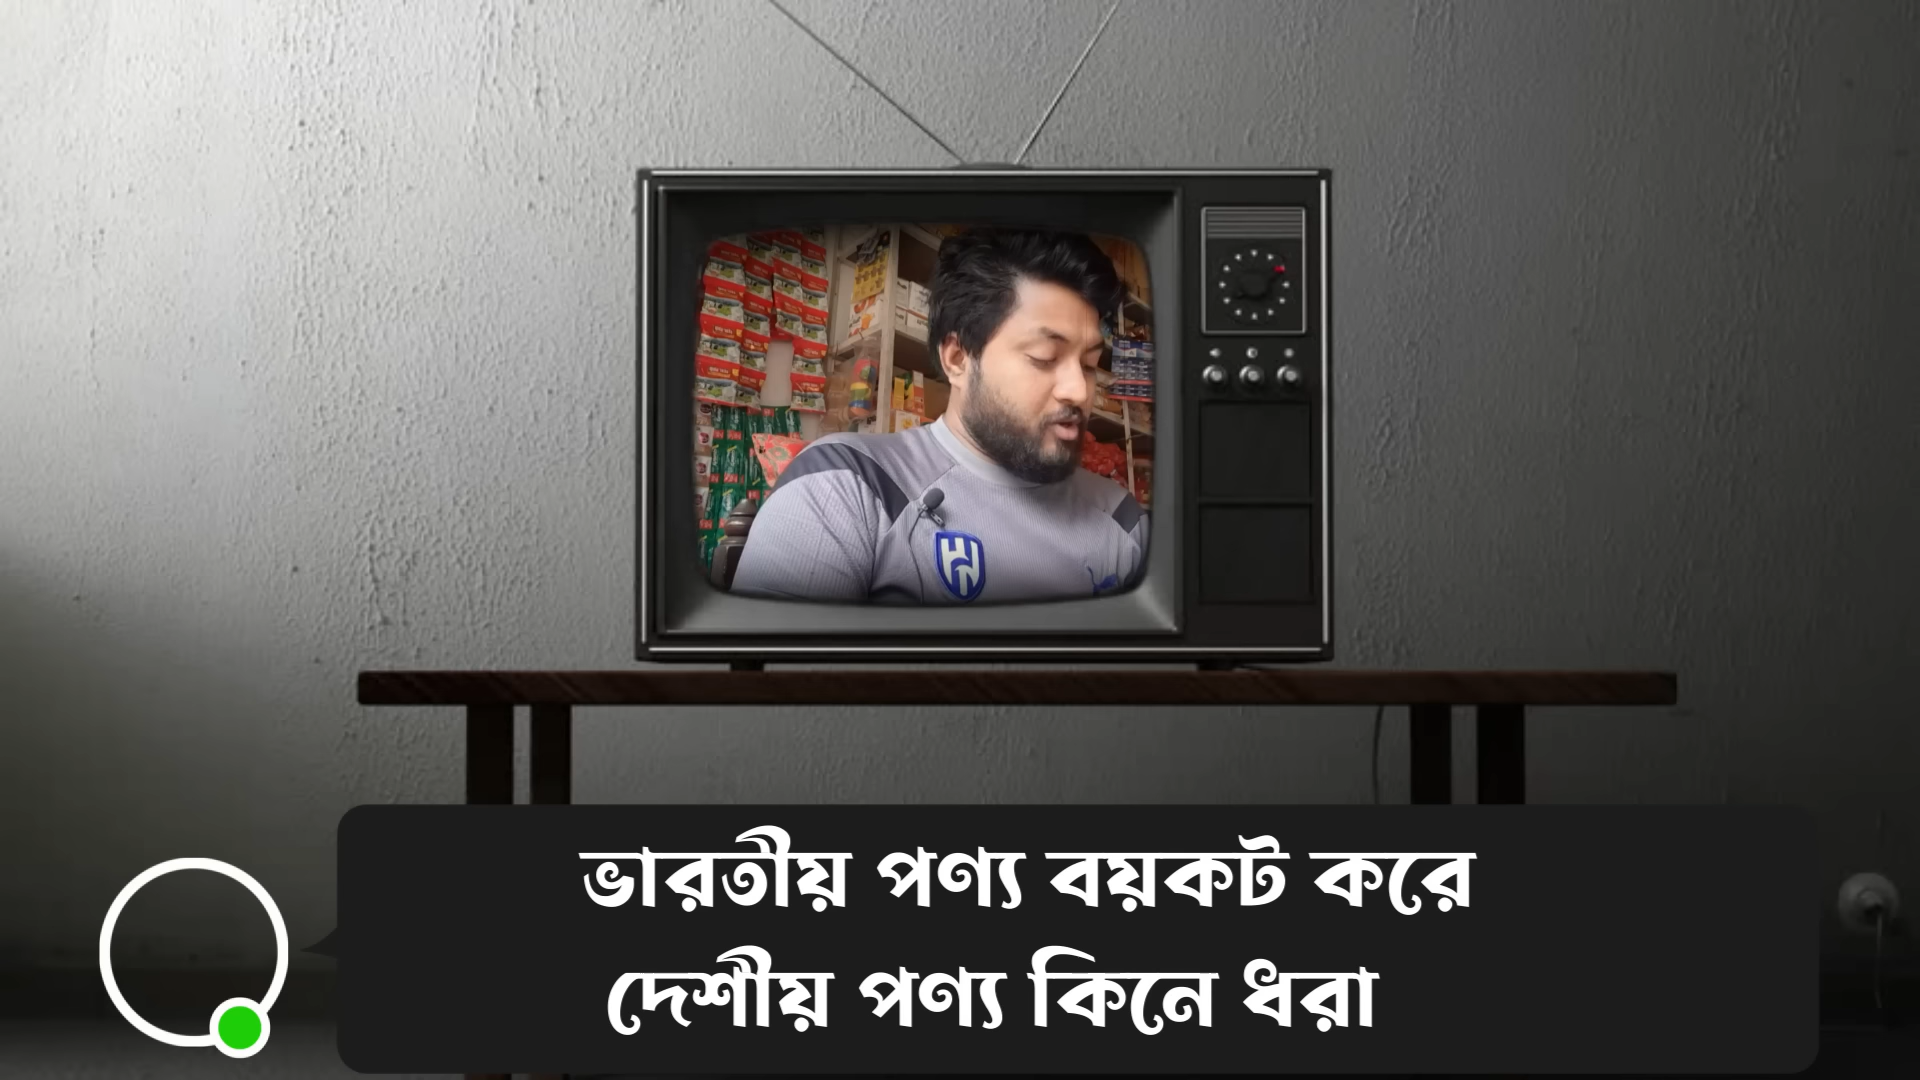 ভারতীয় পণ্য বয়কট করে
দেশীয় পণ্য কিনে ধরা